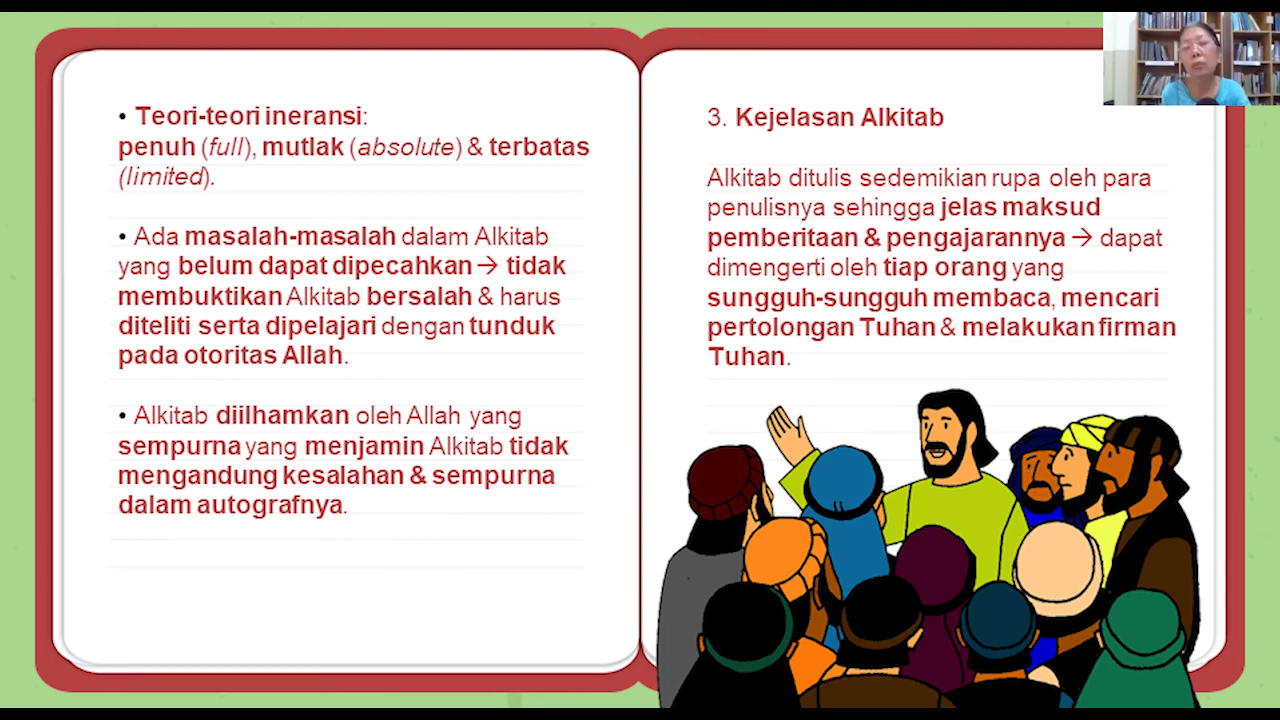 • Teori-teori ineransi:
penuh (full), mutlak (absolute) & terbatas
(limited).
• Ada masalah-masalah dalam Alkitab
yang belum dapat dipecahkan → tidak
membuktikan Alkitab bersalah & harus
diteliti serta dipelajari dengan tunduk
pada otoritas Allah.
• Alkitab diilhamkan oleh Allah yang
sempurna yang menjamin Alkitab tidak
mengandung kesalahan & sempurna
dalam autografnya.
3. Kejelasan Alkitab
Alkitab ditulis sedemikian rupa oleh para
penulisnya sehingga jelas maksud
pemberitaan & pengajarannya → dapat
dimengerti oleh tiap orang yang
sungguh-sungguh membaca, mencari
pertolongan Tuhan & melakukan firman
Tuhan.